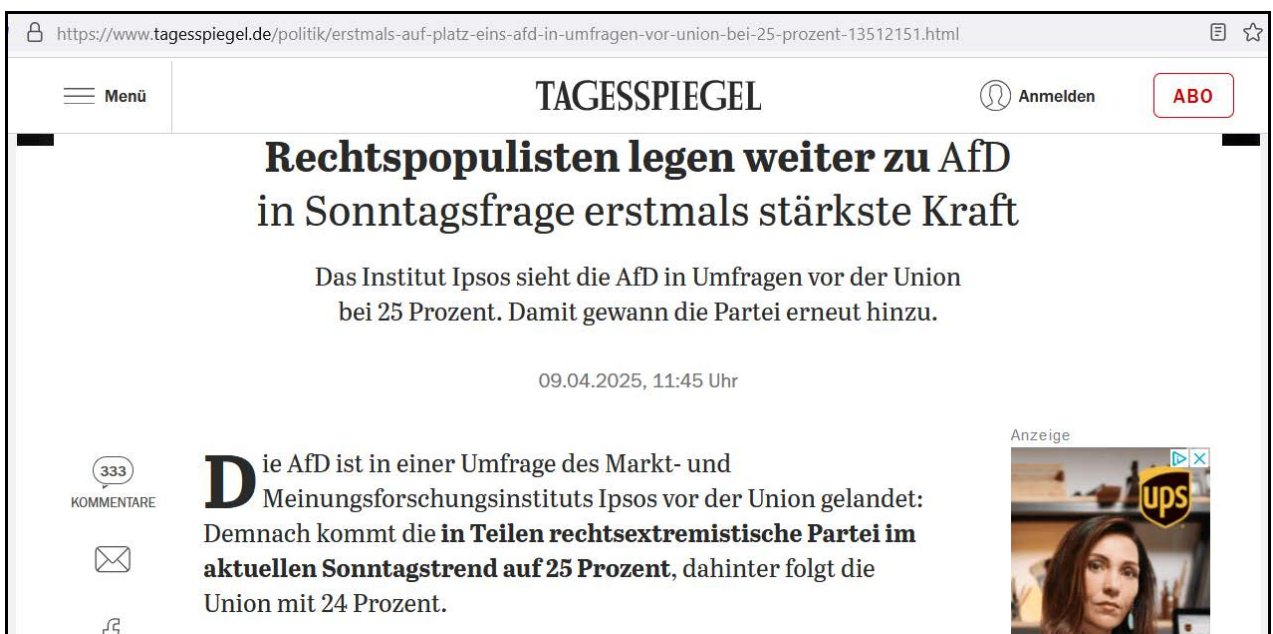 https://www.tagesspiegel.de/politik/erstmals-auf-platz-eins-afd-in-umfragen-vor-union-bei-25-prozent-13512151.html
Menü
TAGESSPIEGEL
Anmelden
ABO
Rechtspopulisten legen weiter zu AfD
in Sonntagsfrage erstmals stärkste Kraft
Das Institut Ipsos sieht die AfD in Umfragen vor der Union
bei 25 Prozent. Damit gewann die Partei erneut hinzu.
09.04.2025, 11:45 Uhr
333
KOMMENTARE
Die AfD ist in einer Umfrage des Markt- und
Meinungsforschungsinstituts Ipsos vor der Union gelandet:
Demnach kommt die in Teilen rechtsextremistische Partei im
aktuellen Sonntagstrend auf 25 Prozent, dahinter folgt die
Union mit 24 Prozent.
Anzeige
ups